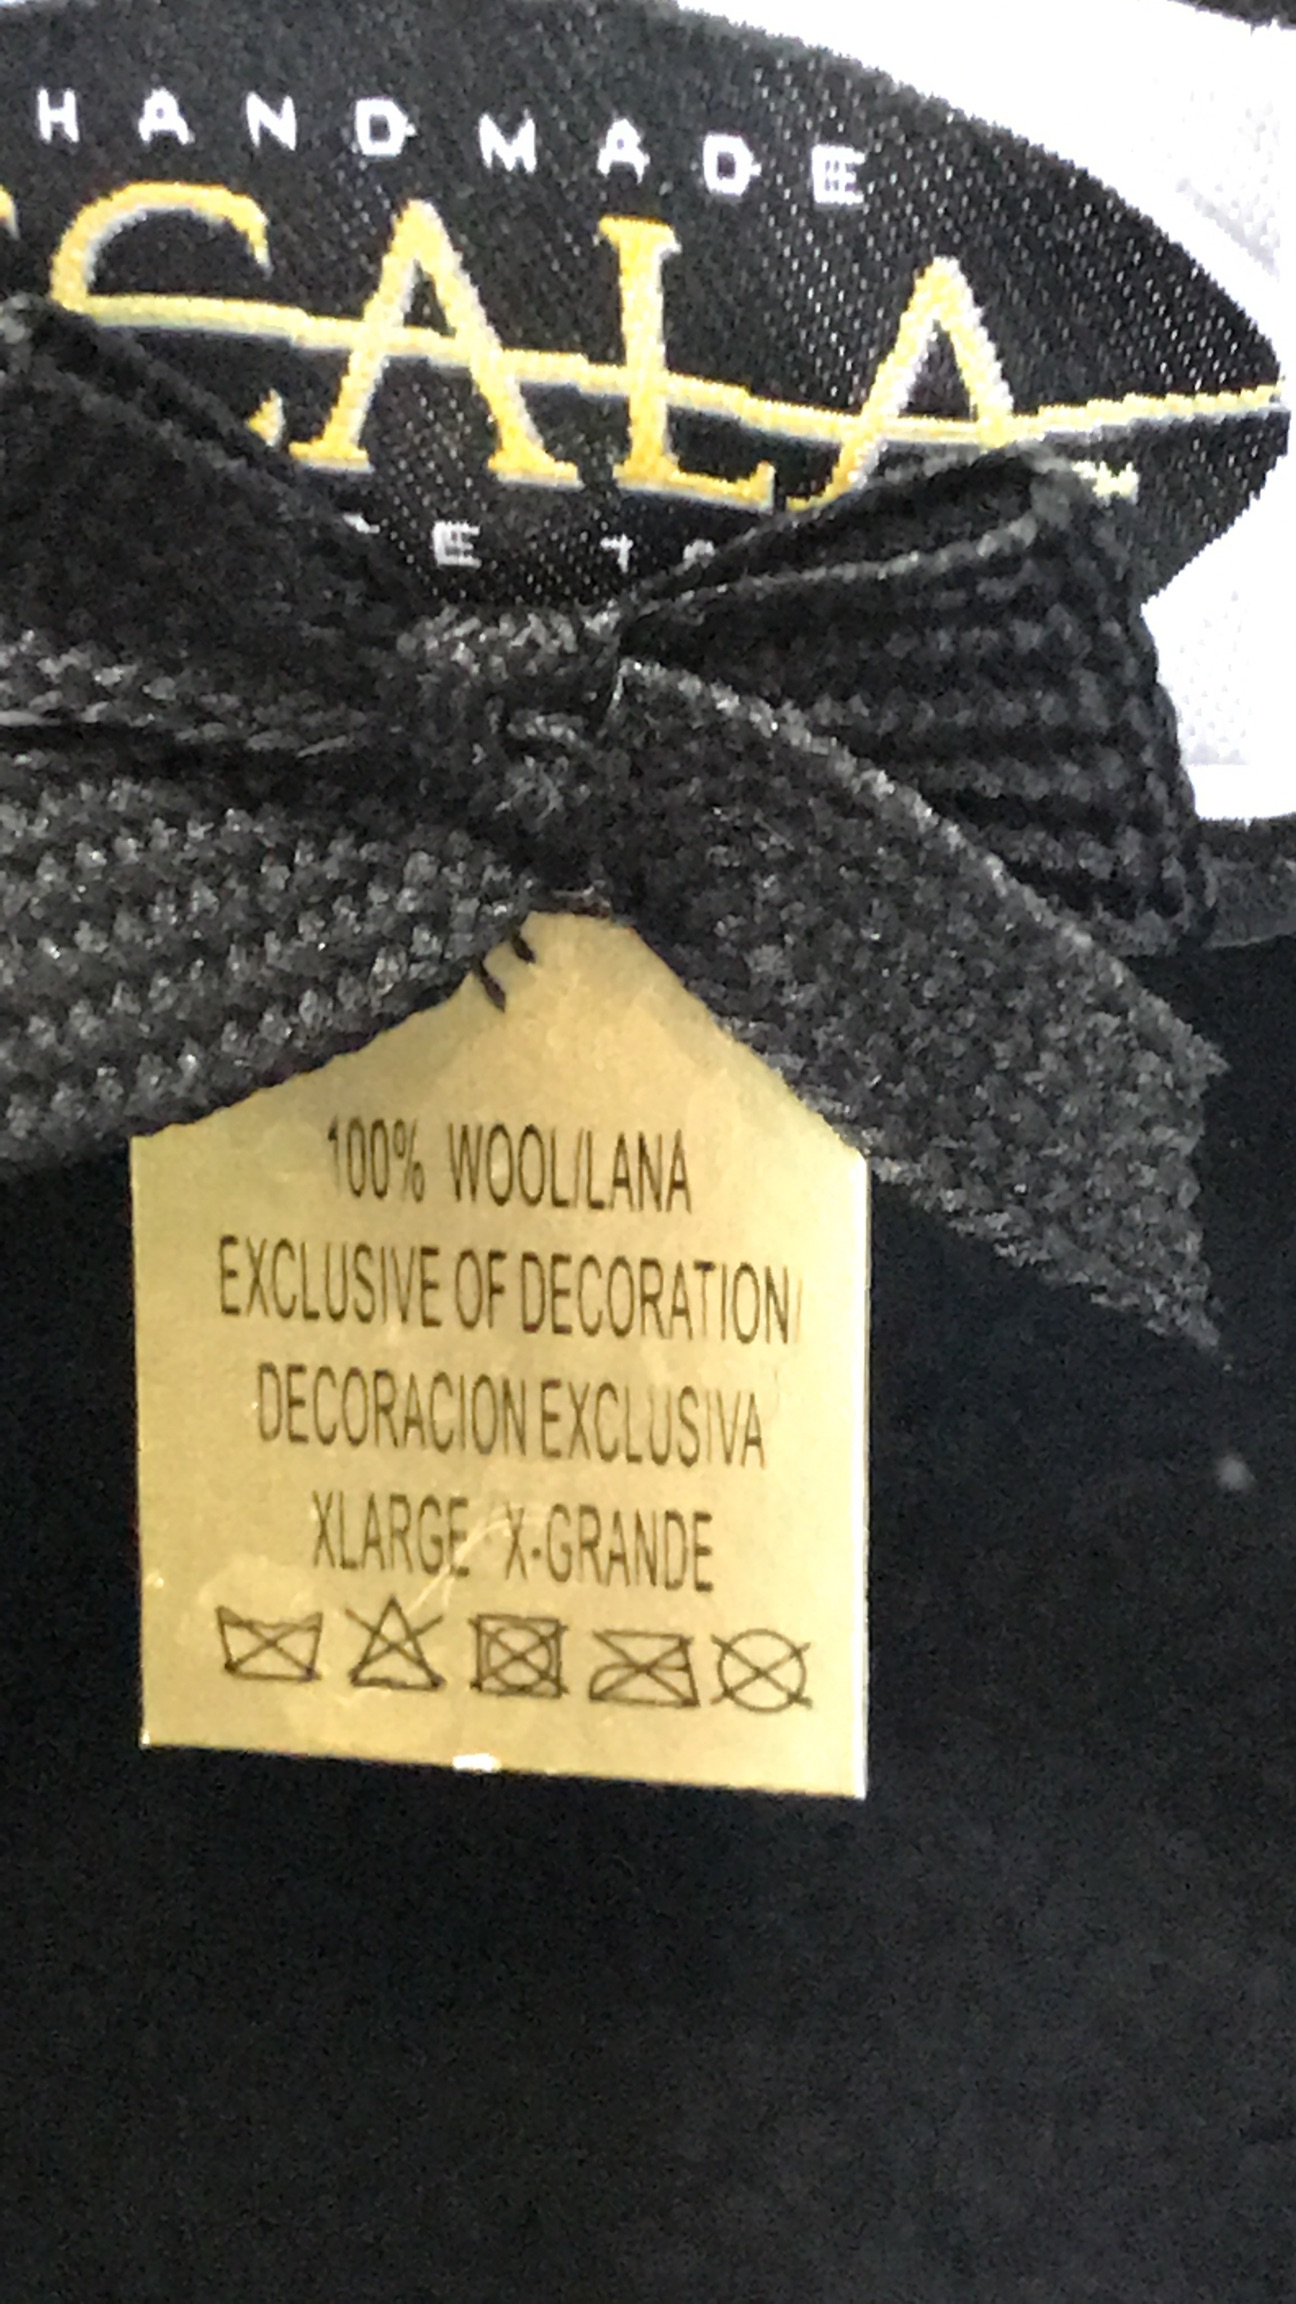 HANDMADE
SCALA
100% WOOL/LANA
EXCLUSIVE OF DECORATION/
DECORACION EXCLUSIVA
XLARGE X-GRANDE